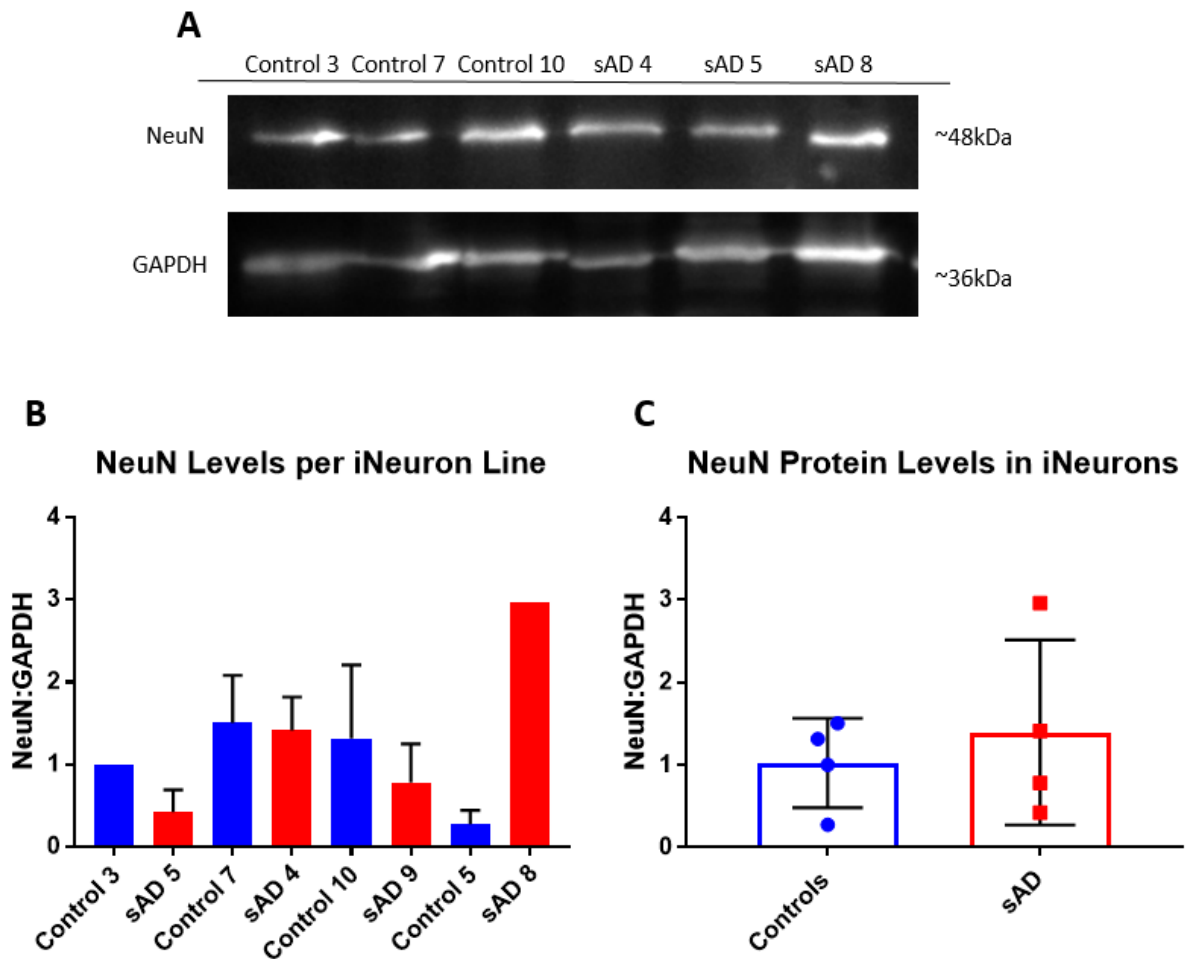 A
Control 3 Control 7 Control 10 sAD 4 sAD 5 sAD 8
NeuN ~48kDa
GAPDH ~36kDa
B
NeuN Levels per iNeuron Line
NeuN:GAPDH
4
3
2
1
0
Control 3 sAD 5 Control 7 sAD 4 Control 10 sAD 9 Control 5 sAD 8
C
NeuN Protein Levels in iNeurons
NeuN:GAPDH
4
3
2
1
0
Controls sAD